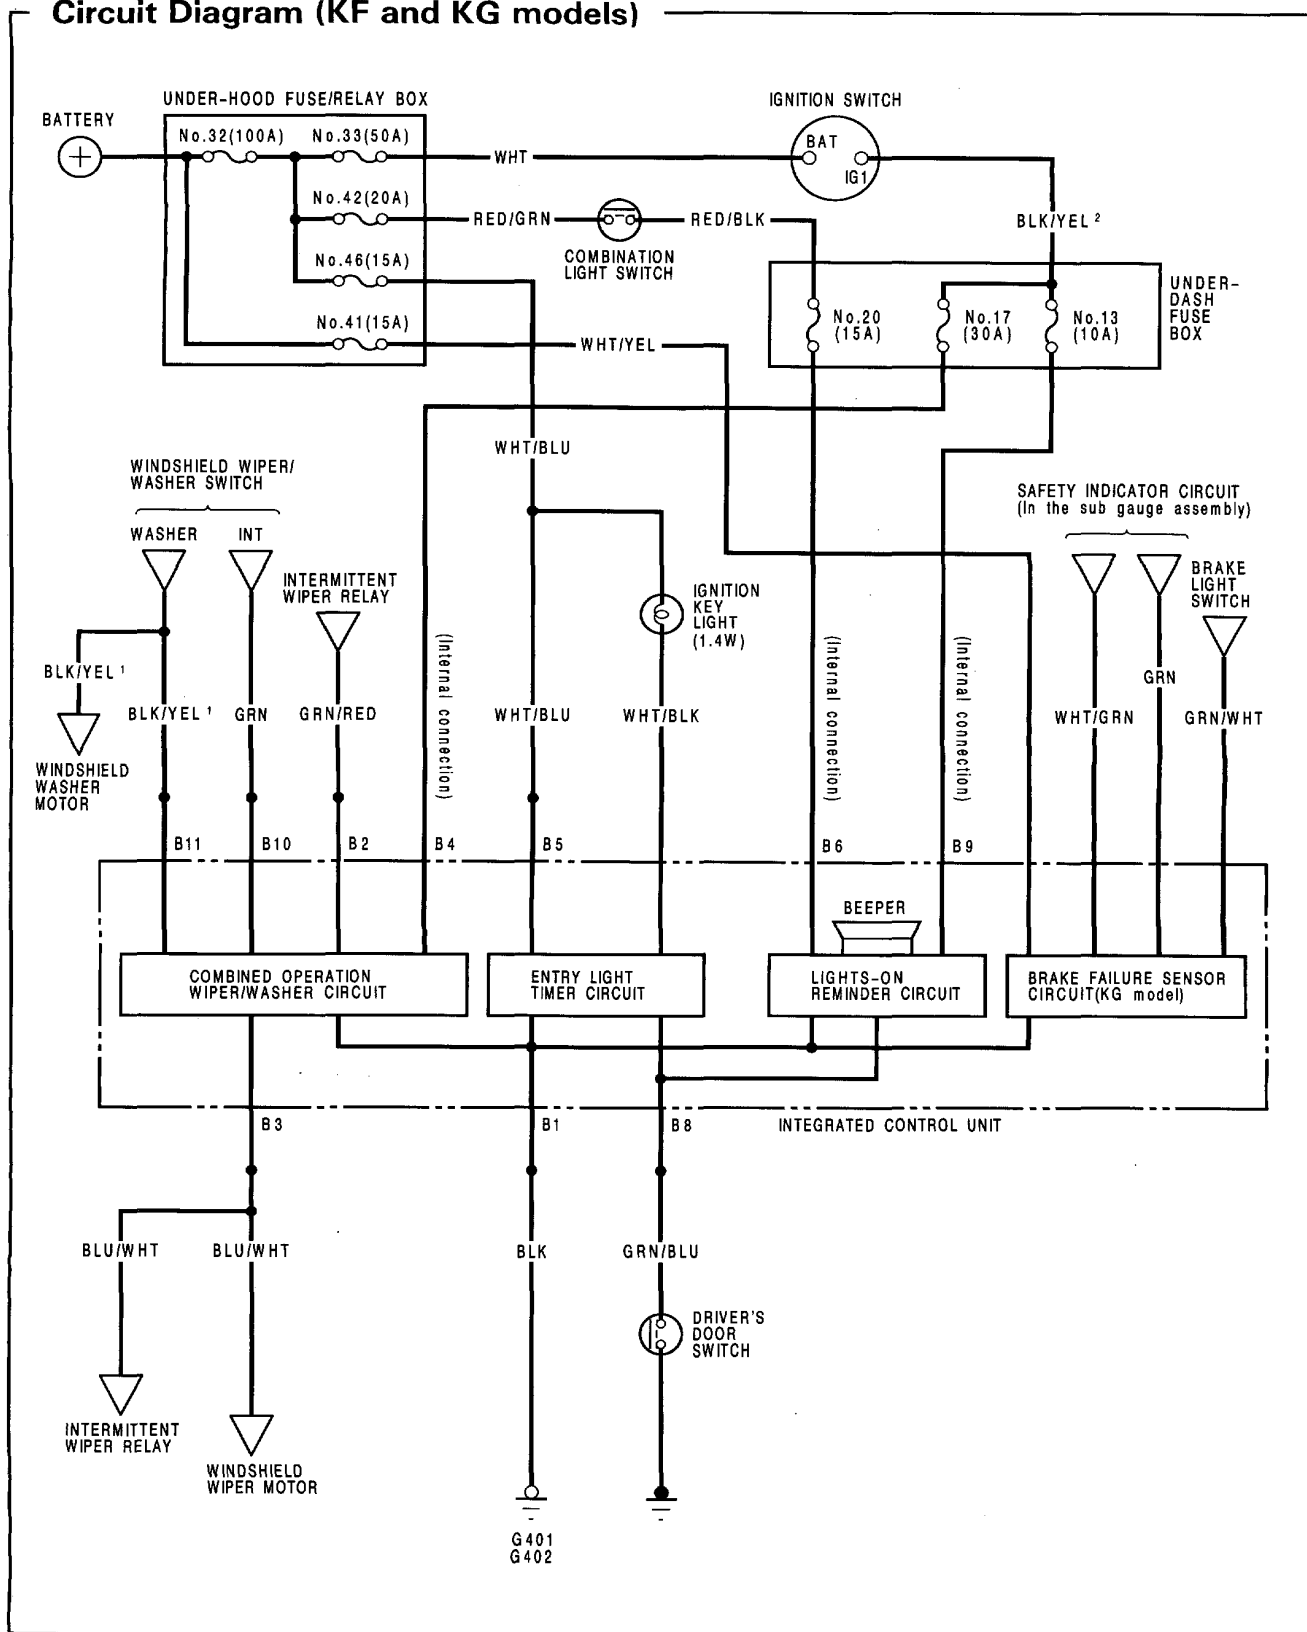 Circuit Diagram (KF and KG models)
UNDER-HOOD FUSE/RELAY BOX
IGNITION SWITCH
BATTERY
No.32(100A)
No.33(50A)
BAT
IG1
WHT
No.42(20A)
RED/GRN
RED/BLK
BLK/YEL 2
COMBINATION
LIGHT SWITCH
No.46(15A)
UNDER-
DASH
FUSE
BOX
No.41(15A)
No.20
(15A)
No.17
(30A)
No.13
(10A)
WHT/YEL
WHT/BLU
WINDSHIELD WIPER/
WASHER SWITCH
SAFETY INDICATOR CIRCUIT
(In the sub gauge assembly)
WASHER
INT
INTERMITTENT
WIPER RELAY
IGNITION
KEY
LIGHT
(1.4W)
BRAKE
LIGHT
SWITCH
(Internal connection)
(Internal connection)
(Internal connection)
BLK/YEL 1
GRN
BLK/YEL 1
GRN
GRN/RED
WHT/BLU
WHT/BLK
WHT/GRN
GRN/WHT
WINDSHIELD
WASHER
MOTOR
B11
B10
B2
B4
B5
B6
B9
BEEPER
COMBINED OPERATION
WIPER/WASHER CIRCUIT
ENTRY LIGHT
TIMER CIRCUIT
LIGHTS-ON
REMINDER CIRCUIT
BRAKE FAILURE SENSOR
CIRCUIT(KG model)
B3
B1
B8
INTEGRATED CONTROL UNIT
BLU/WHT
BLU/WHT
BLK
GRN/BLU
DRIVER'S
DOOR
SWITCH
INTERMITTENT
WIPER RELAY
WINDSHIELD
WIPER MOTOR
G401
G402